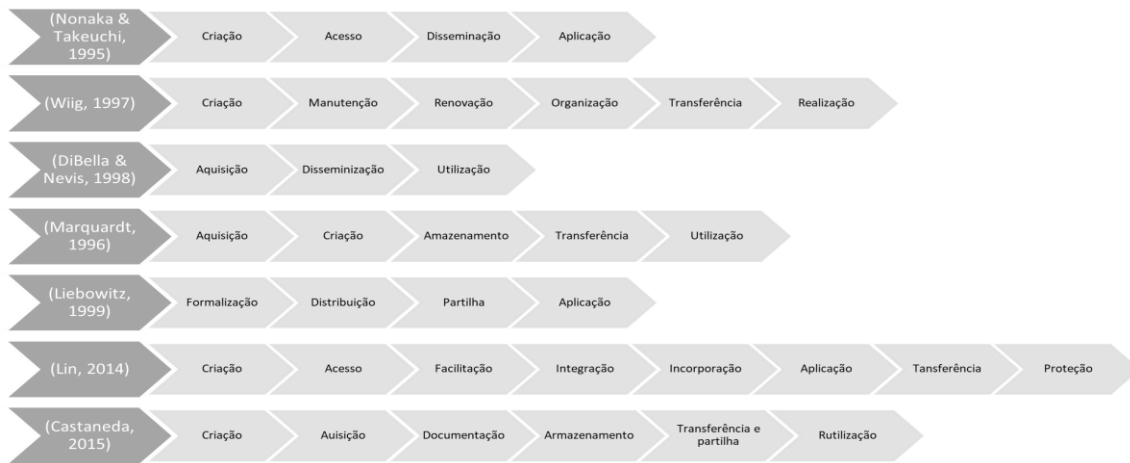 (Nonaka &
Takeuchi,
1995)
Criação
Acesso
Disseminação
Aplicação
(Wiig, 1997)
Criação
Manutenção
Renovação
Organização
Transferência
Realização
(DiBella &
Nevis, 1998)
Aquisição
Disseminização
Utilização
(Marquardt,
1996)
Aquisição
Criação
Amazenamento
Transferência
Utilização
(Liebowitz,
1999)
Formalização
Distribuição
Partilha
Aplicação
(Lin, 2014)
Criação
Acesso
Facilitação
Integração
Incorporação
Aplicação
Tansferência
Proteção
(Castaneda,
2015)
Criação
Auisição
Documentação
Armazenamento
Transferência e
partilha
Rutilização